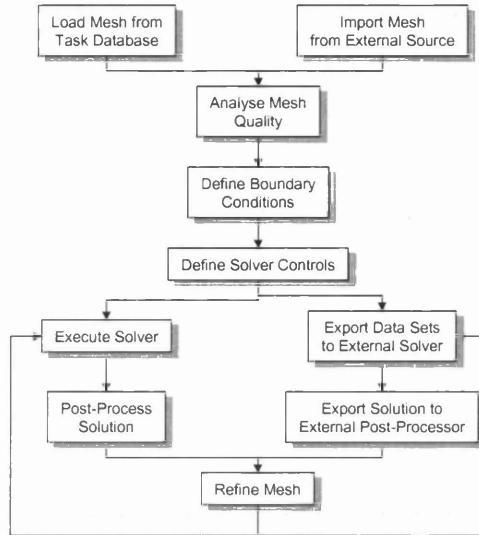 Load Mesh from
Task Database
Import Mesh
from External Source
Analyse Mesh
Quality
Define Boundary
Conditions
Define Solver Controls
Execute Solver
Export Data Sets
to External Solver
Post-Process
Solution
Export Solution to
External Post-Processor
Refine Mesh